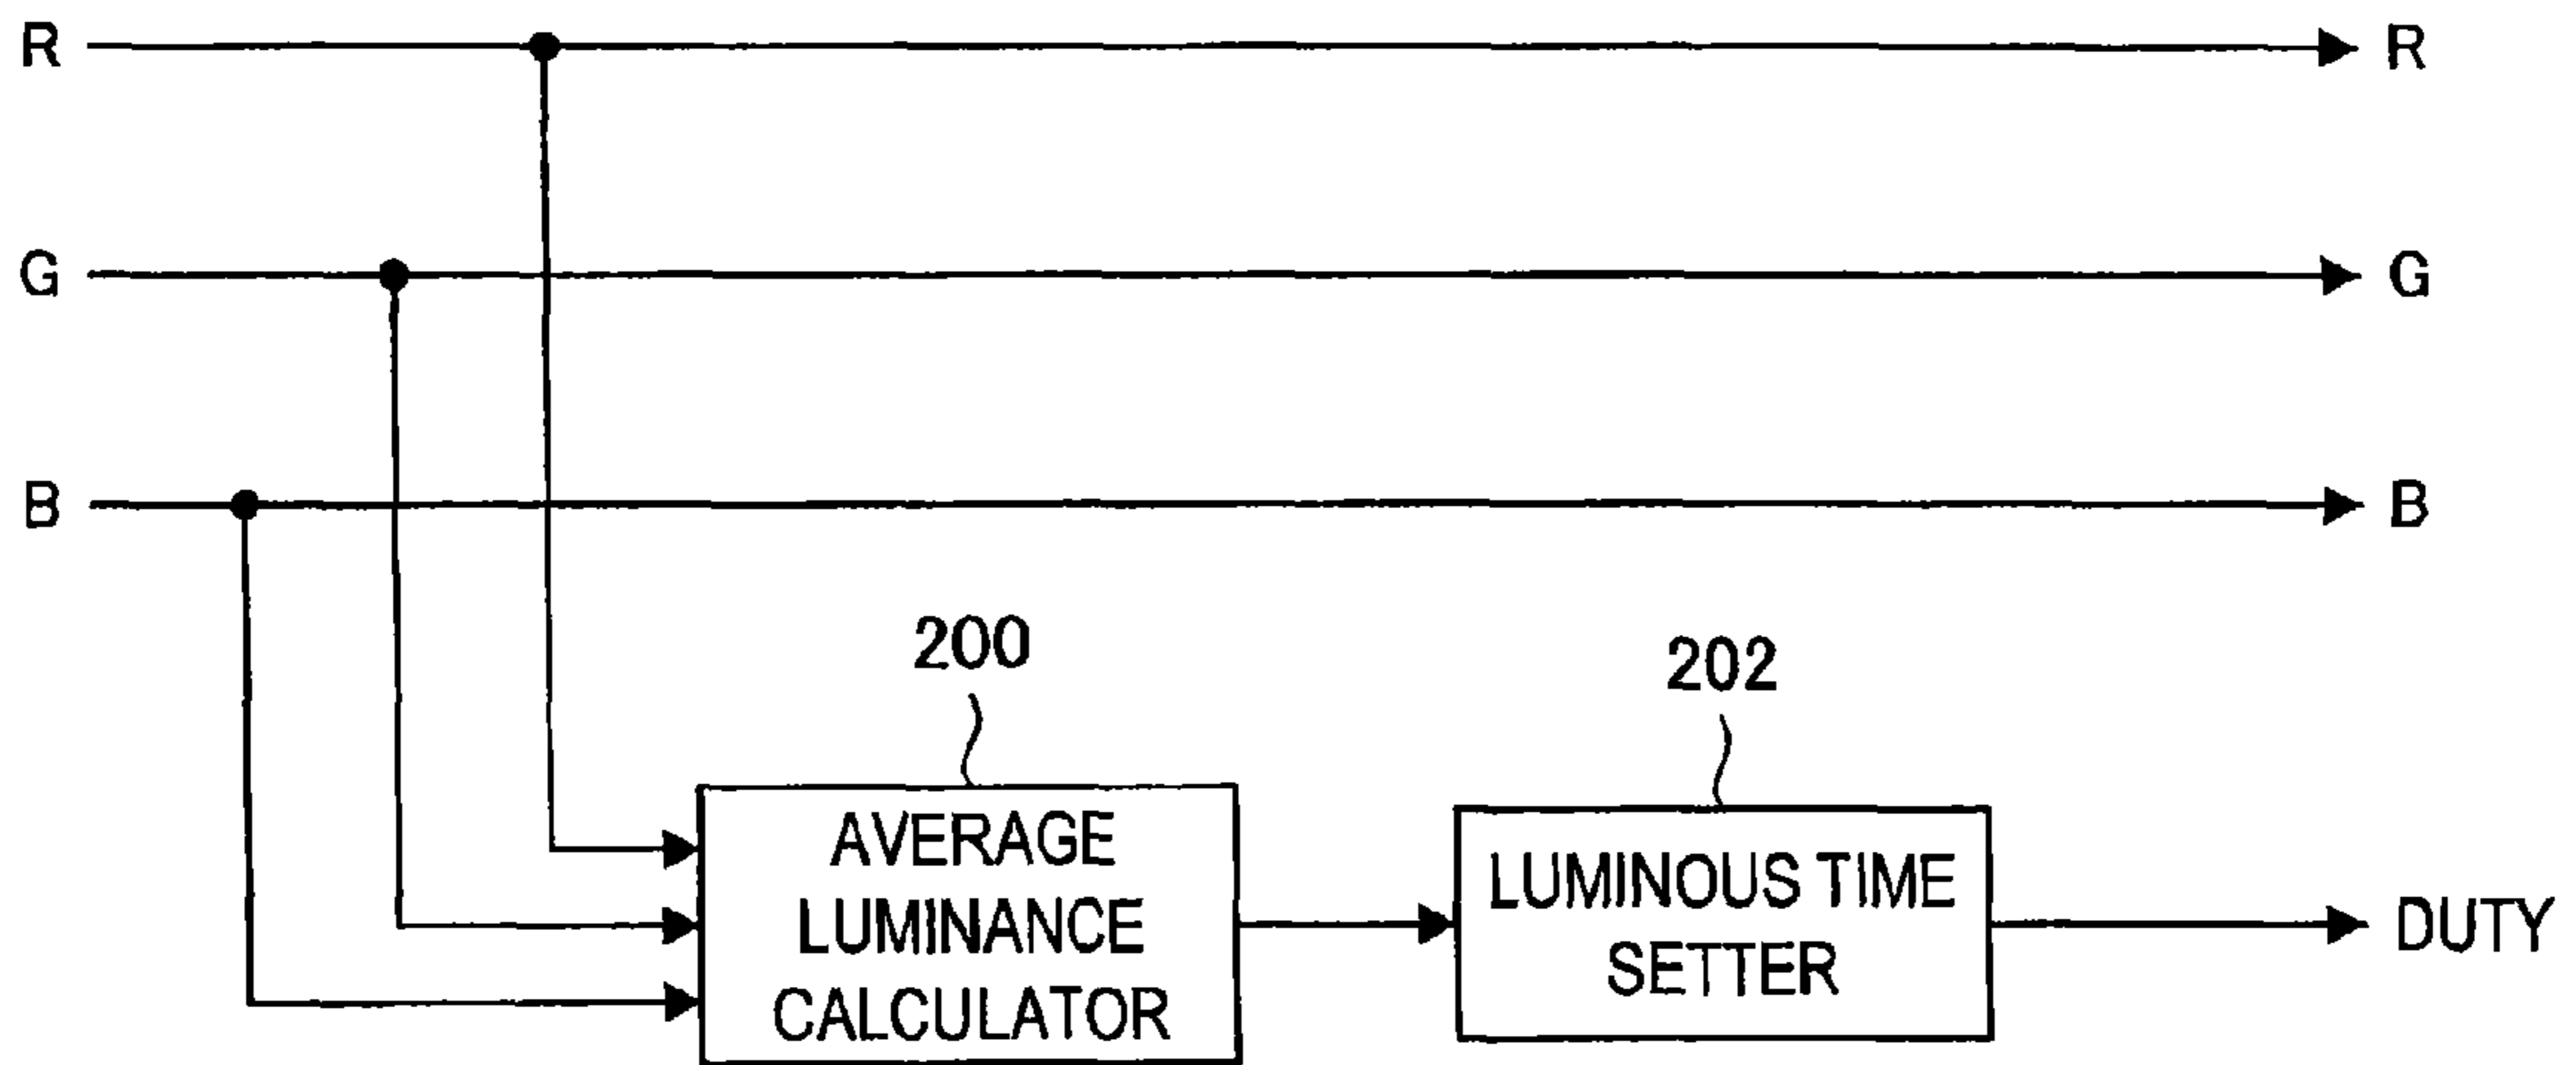 R R
G G
B B
200
202
AVERAGE
LUMINANCE
CALCULATOR
LUMINOUS TIME
SETTER
DUTY